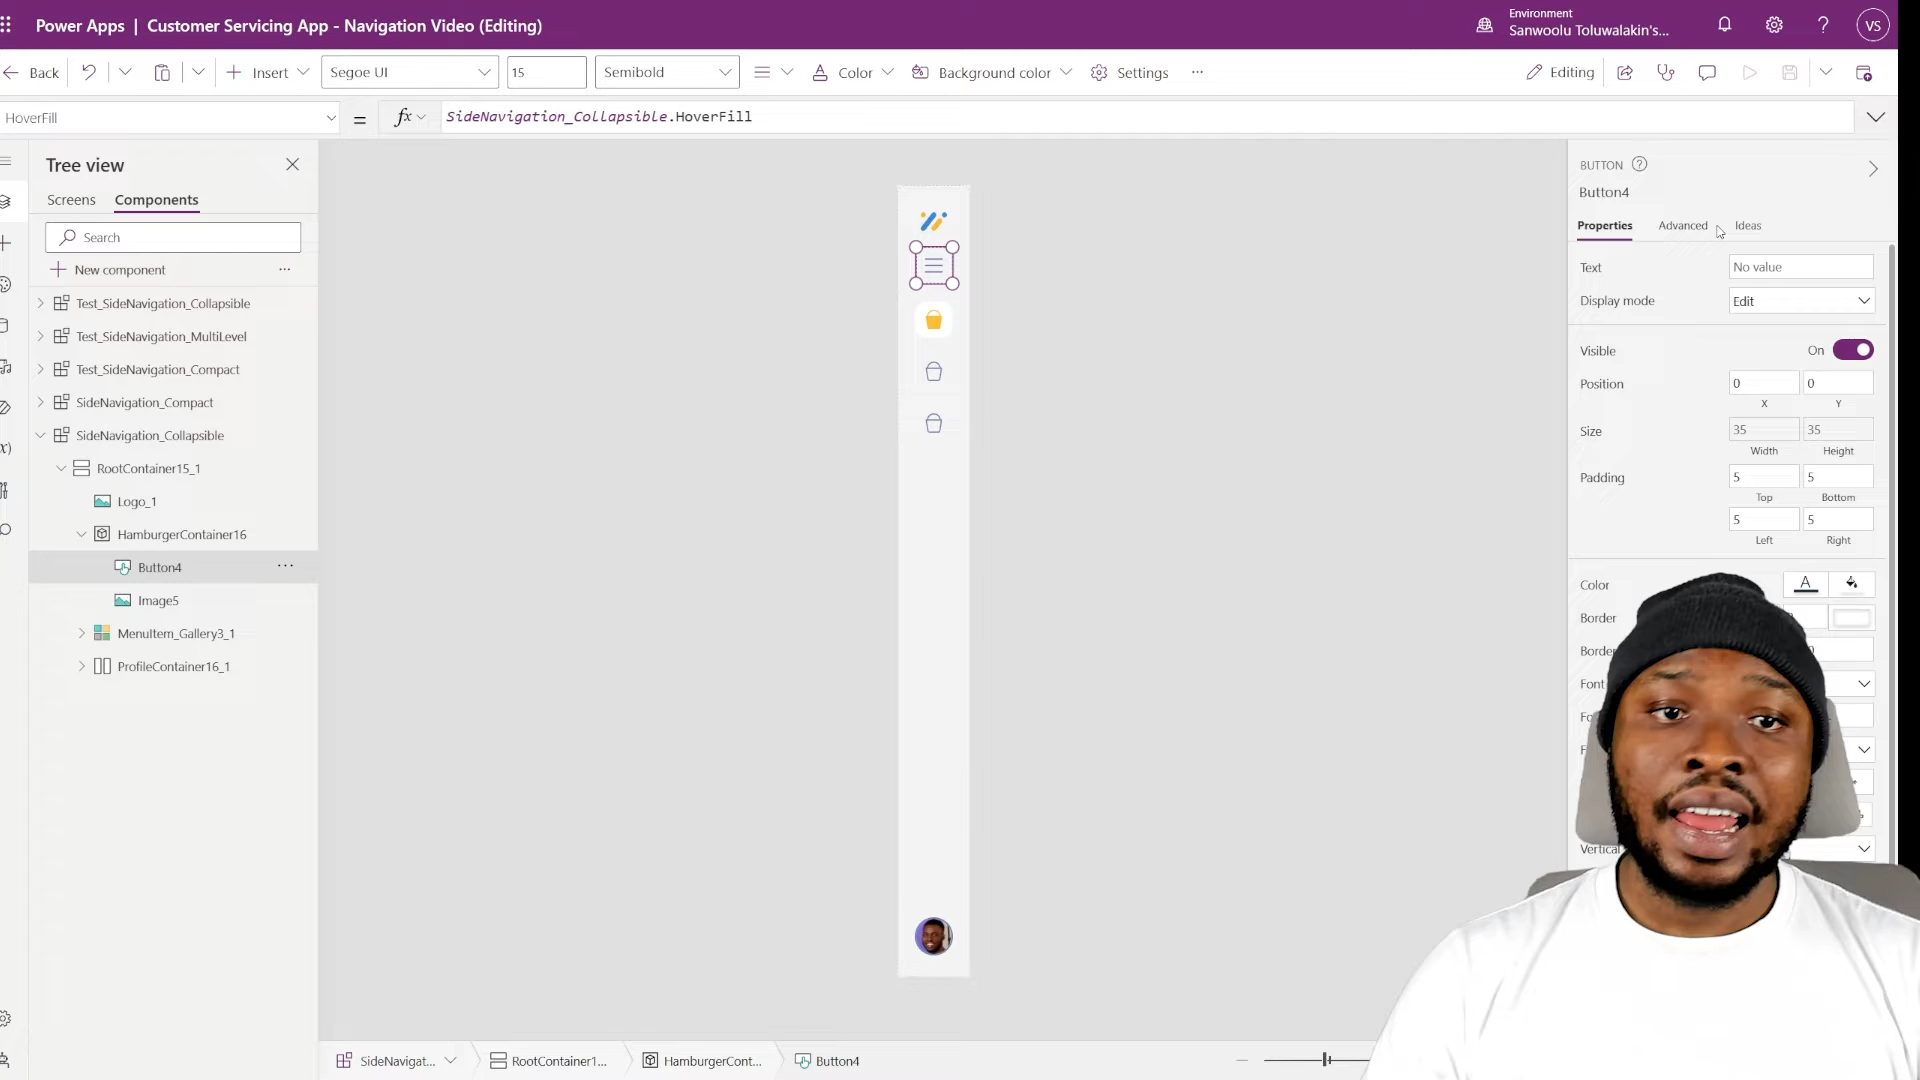 Power Apps | Customer Servicing App - Navigation Video (Editing)
Environment
Sanwoolu Toluwalakin's...
VS
Back
Insert
Segoe UI
15
Semibold
Color
Background color
Settings
...
Editing
HoverFill
=
fx
SideNavigation_Collapsible.HoverFill
Tree view
Screens
Components
Search
New component
...
Test_SideNavigation_Collapsible
Test_SideNavigation_MultiLevel
Test_SideNavigation_Compact
SideNavigation_Compact
SideNavigation_Collapsible
RootContainer15_1
Logo_1
HamburgerContainer16
Button4
...
Image5
MenuItem_Gallery3_1
ProfileContainer16_1
BUTTON
Button4
Properties
Advanced
Ideas
Text
No value
Display mode
Edit
Visible
On
Position
0
0
X
Y
Size
35
35
Width
Height
Padding
5
5
Top
Bottom
5
5
Left
Right
Color
Border
Border
Font
Vertical
SideNavigat...
RootContainer1...
HamburgerCont...
Button4